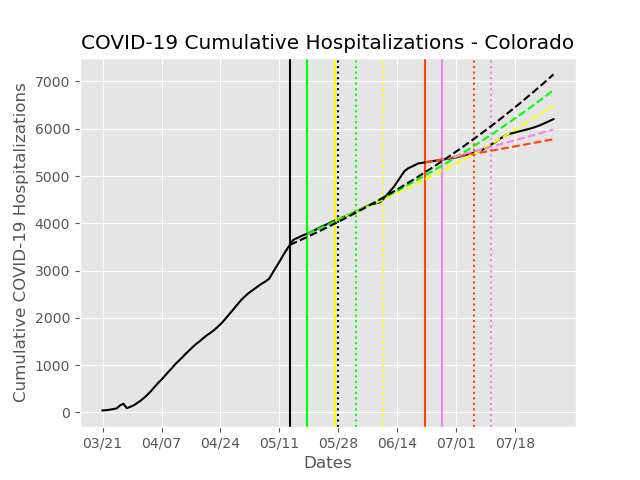 COVID-19 Cumulative Hospitalizations - Colorado
Cumulative COVID-19 Hospitalizations
7000
6000
5000
4000
3000
2000
1000
0
03/21 04/07 04/24 05/11 05/28 06/14 07/01 07/18
Dates